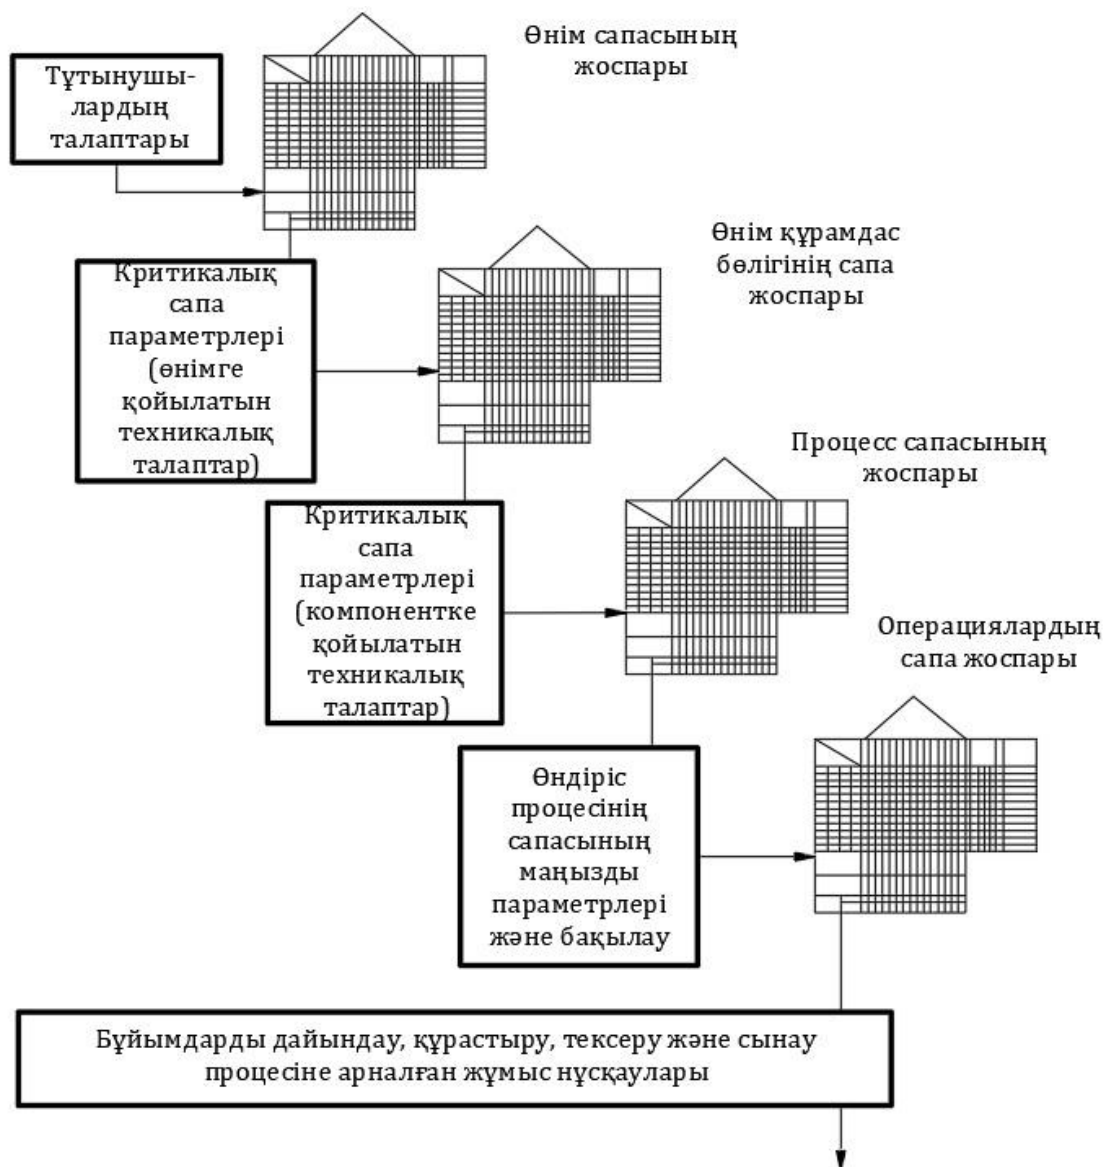 Өнім сапасының
жоспары
Тұтынушы-
лардың
талаптары
Өнім құрамдас
бөлігінің сапа
жоспары
Критикалық
сапа
параметрлері
(өнімге
қойылатын
техникалық
талаптар)
Процесс сапасының
жоспары
Критикалық
сапа
параметрлері
(компонентке
қойылатын
техникалық
талаптар)
Операциялардың
сапа жоспары
Өндіріс
процесінің
сапасының
маңызды
параметрлері
және бақылау
Бұйымдарды дайындау, құрастыру, тексеру және сынау
процесіне арналған жұмыс нұсқаулары